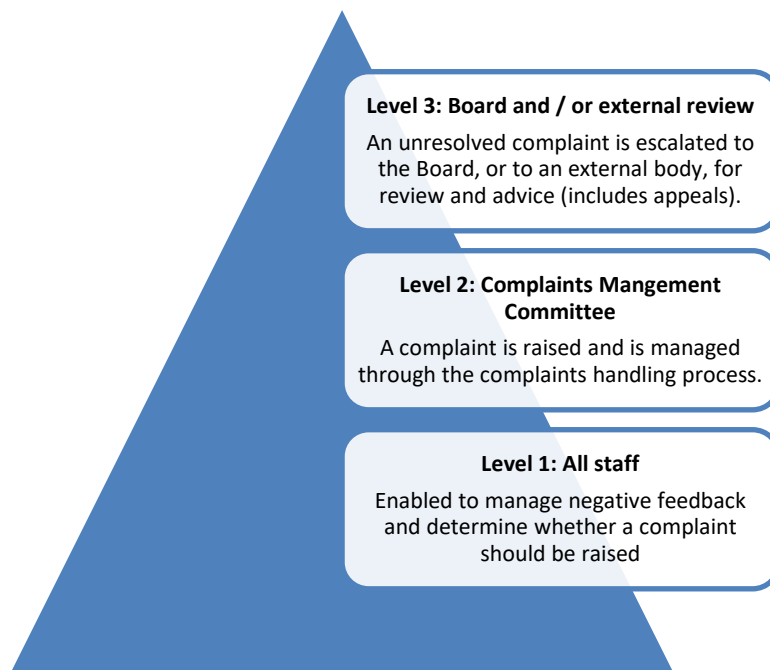 Level 3: Board and / or external review
An unresolved complaint is escalated to
the Board, or to an external body, for
review and advice (includes appeals).
Level 2: Complaints Mangement
Committee
A complaint is raised and is managed
through the complaints handling process.
Level 1: All staff
Enabled to manage negative feedback
and determine whether a complaint
should be raised